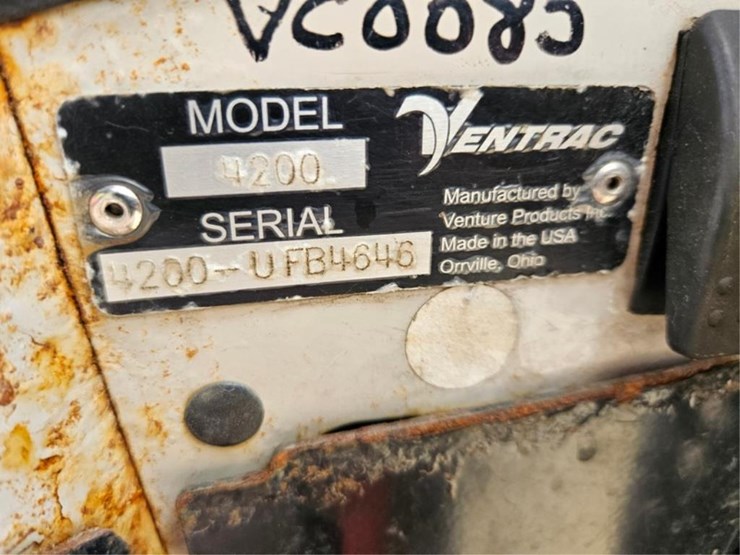 VC0085
MODEL
4200
VENTRAC
SERIAL
4200-UFB4646
Manufactured by
Venture Products Inc.
Made in the USA
Orrville, Ohio